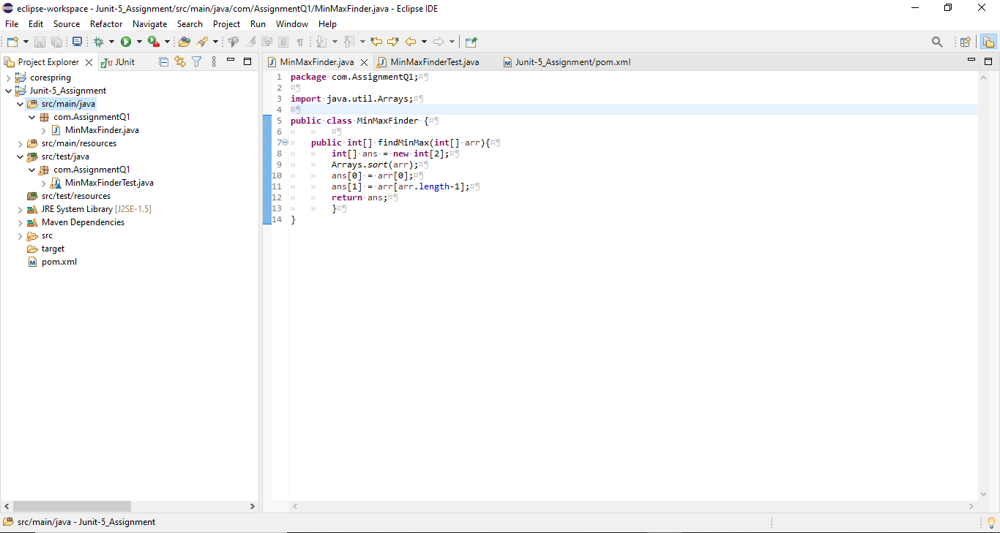 eclipse-workspace - Junit-5_Assignment/src/main/java/com/AssignmentQ1/MinMaxFinder.java - Eclipse IDE
File Edit Source Refactor Navigate Search Project Run Window Help
Project Explorer JUnit
corespring
Junit-5_Assignment
src/main/java
com.AssignmentQ1
MinMaxFinder.java
src/main/resources
src/test/java
com.AssignmentQ1
MinMaxFinderTest.java
src/test/resources
JRE System Library [J2SE-1.5]
Maven Dependencies
src
target
pom.xml
MinMaxFinder.java MinMaxFinderTest.java Junit-5_Assignment/pom.xml
1 package·com.AssignmentQ1;¤¶
2 ¤¶
3 import·java.util.Arrays;¤¶
4 ¤¶
5 public·class·MinMaxFinder·{¤¶
6 » » ¤¶
7 » public·int[]·findMinMax(int[]·arr){¤¶
8 » » int[]·ans·=·new·int[2];¤¶
9 » » Arrays.sort(arr);¤¶
10 » » ans[0]·=·arr[0];¤¶
11 » » ans[1]·=·arr[arr.length-1];¤¶
12 » » return·ans;¤¶
13 » » }¤¶
14 }
src/main/java - Junit-5_Assignment